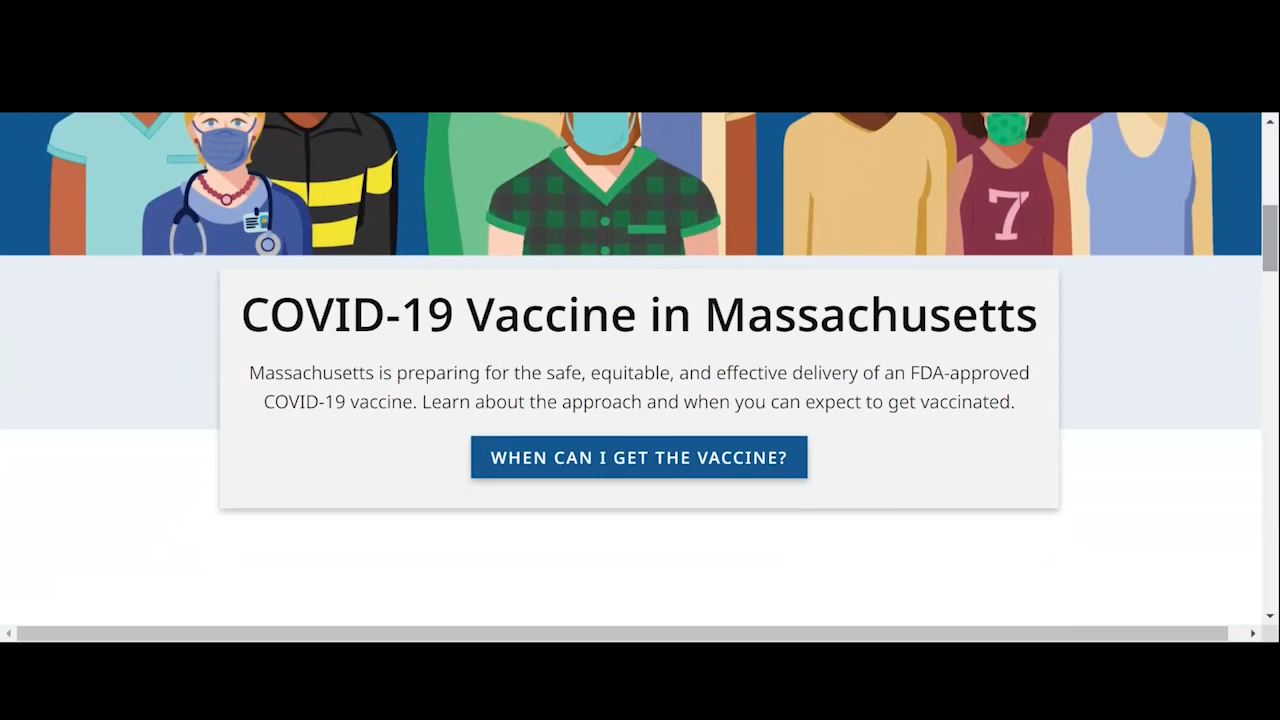 7
COVID-19 Vaccine in Massachusetts
Massachusetts is preparing for the safe, equitable, and effective delivery of an FDA-approved
COVID-19 vaccine. Learn about the approach and when you can expect to get vaccinated.
WHEN CAN I GET THE VACCINE?